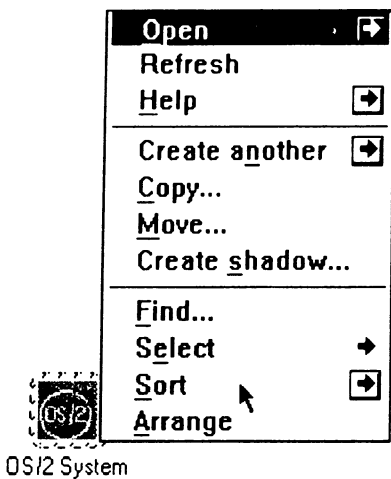 Open
Refresh
Help
Create another
Copy...
Move...
Create shadow...
Find...
Select
Sort
Arrange
OS/2
OS/2 System